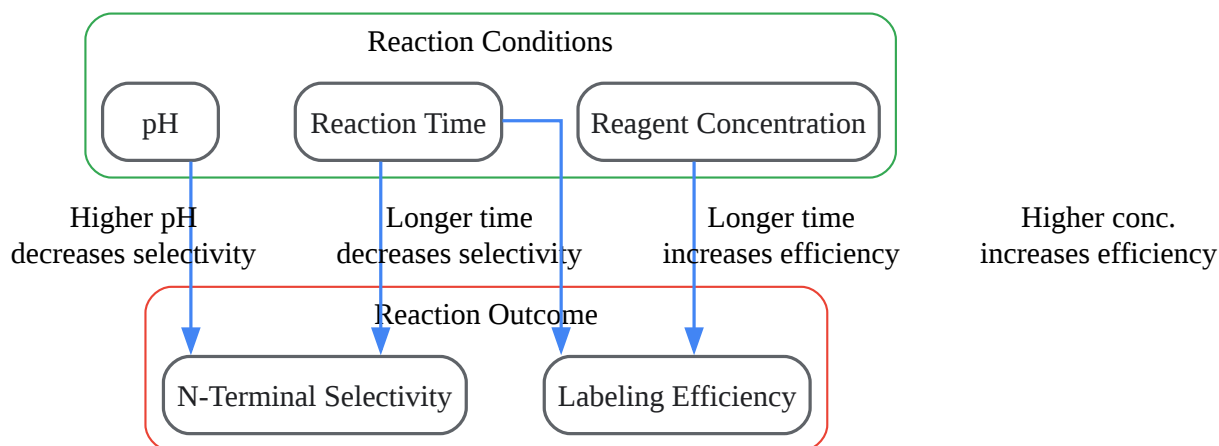 Reaction Conditions
pH
Reaction Time
Reagent Concentration
Higher pH
decreases selectivity
Longer time
decreases selectivity
Longer time
increases efficiency
Higher conc.
increases efficiency
Reaction Outcome
N-Terminal Selectivity
Labeling Efficiency